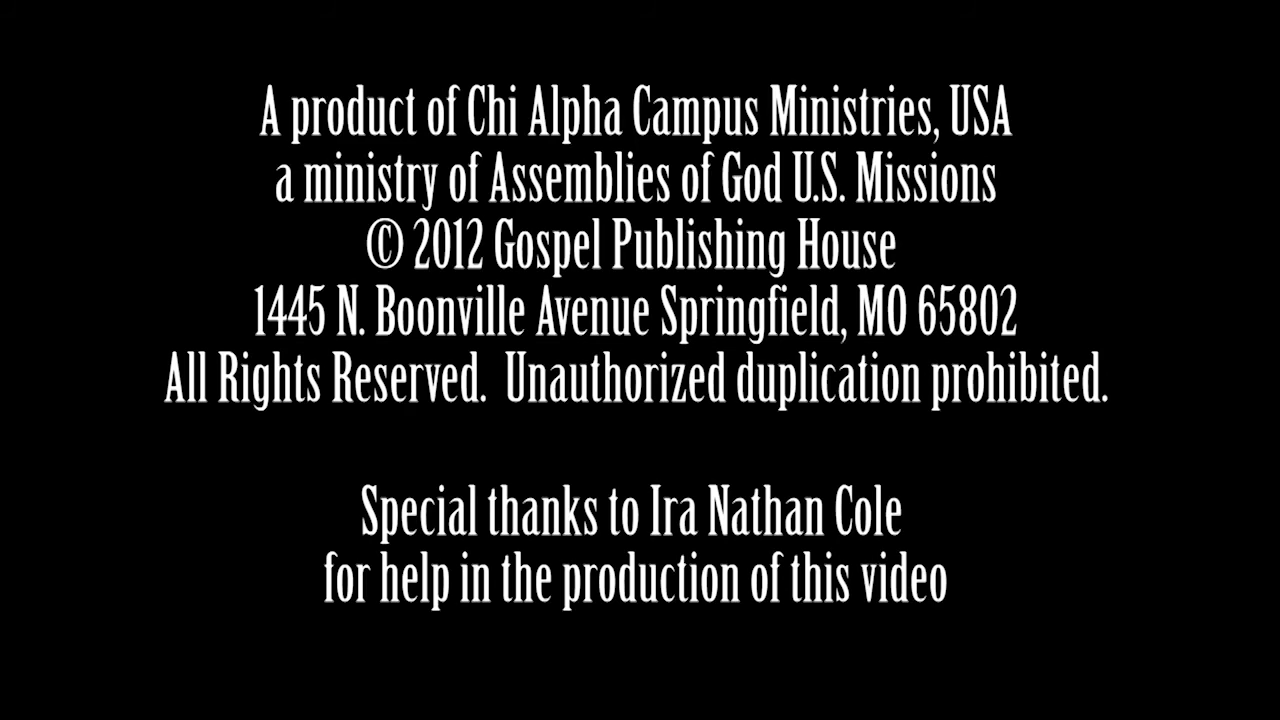 A product of Chi Alpha Campus Ministries, USA
a ministry of Assemblies of God U.S. Missions
© 2012 Gospel Publishing House
1445 N. Boonville Avenue Springfield, MO 65802
All Rights Reserved.  Unauthorized duplication prohibited.
Special thanks to Ira Nathan Cole
for help in the production of this video